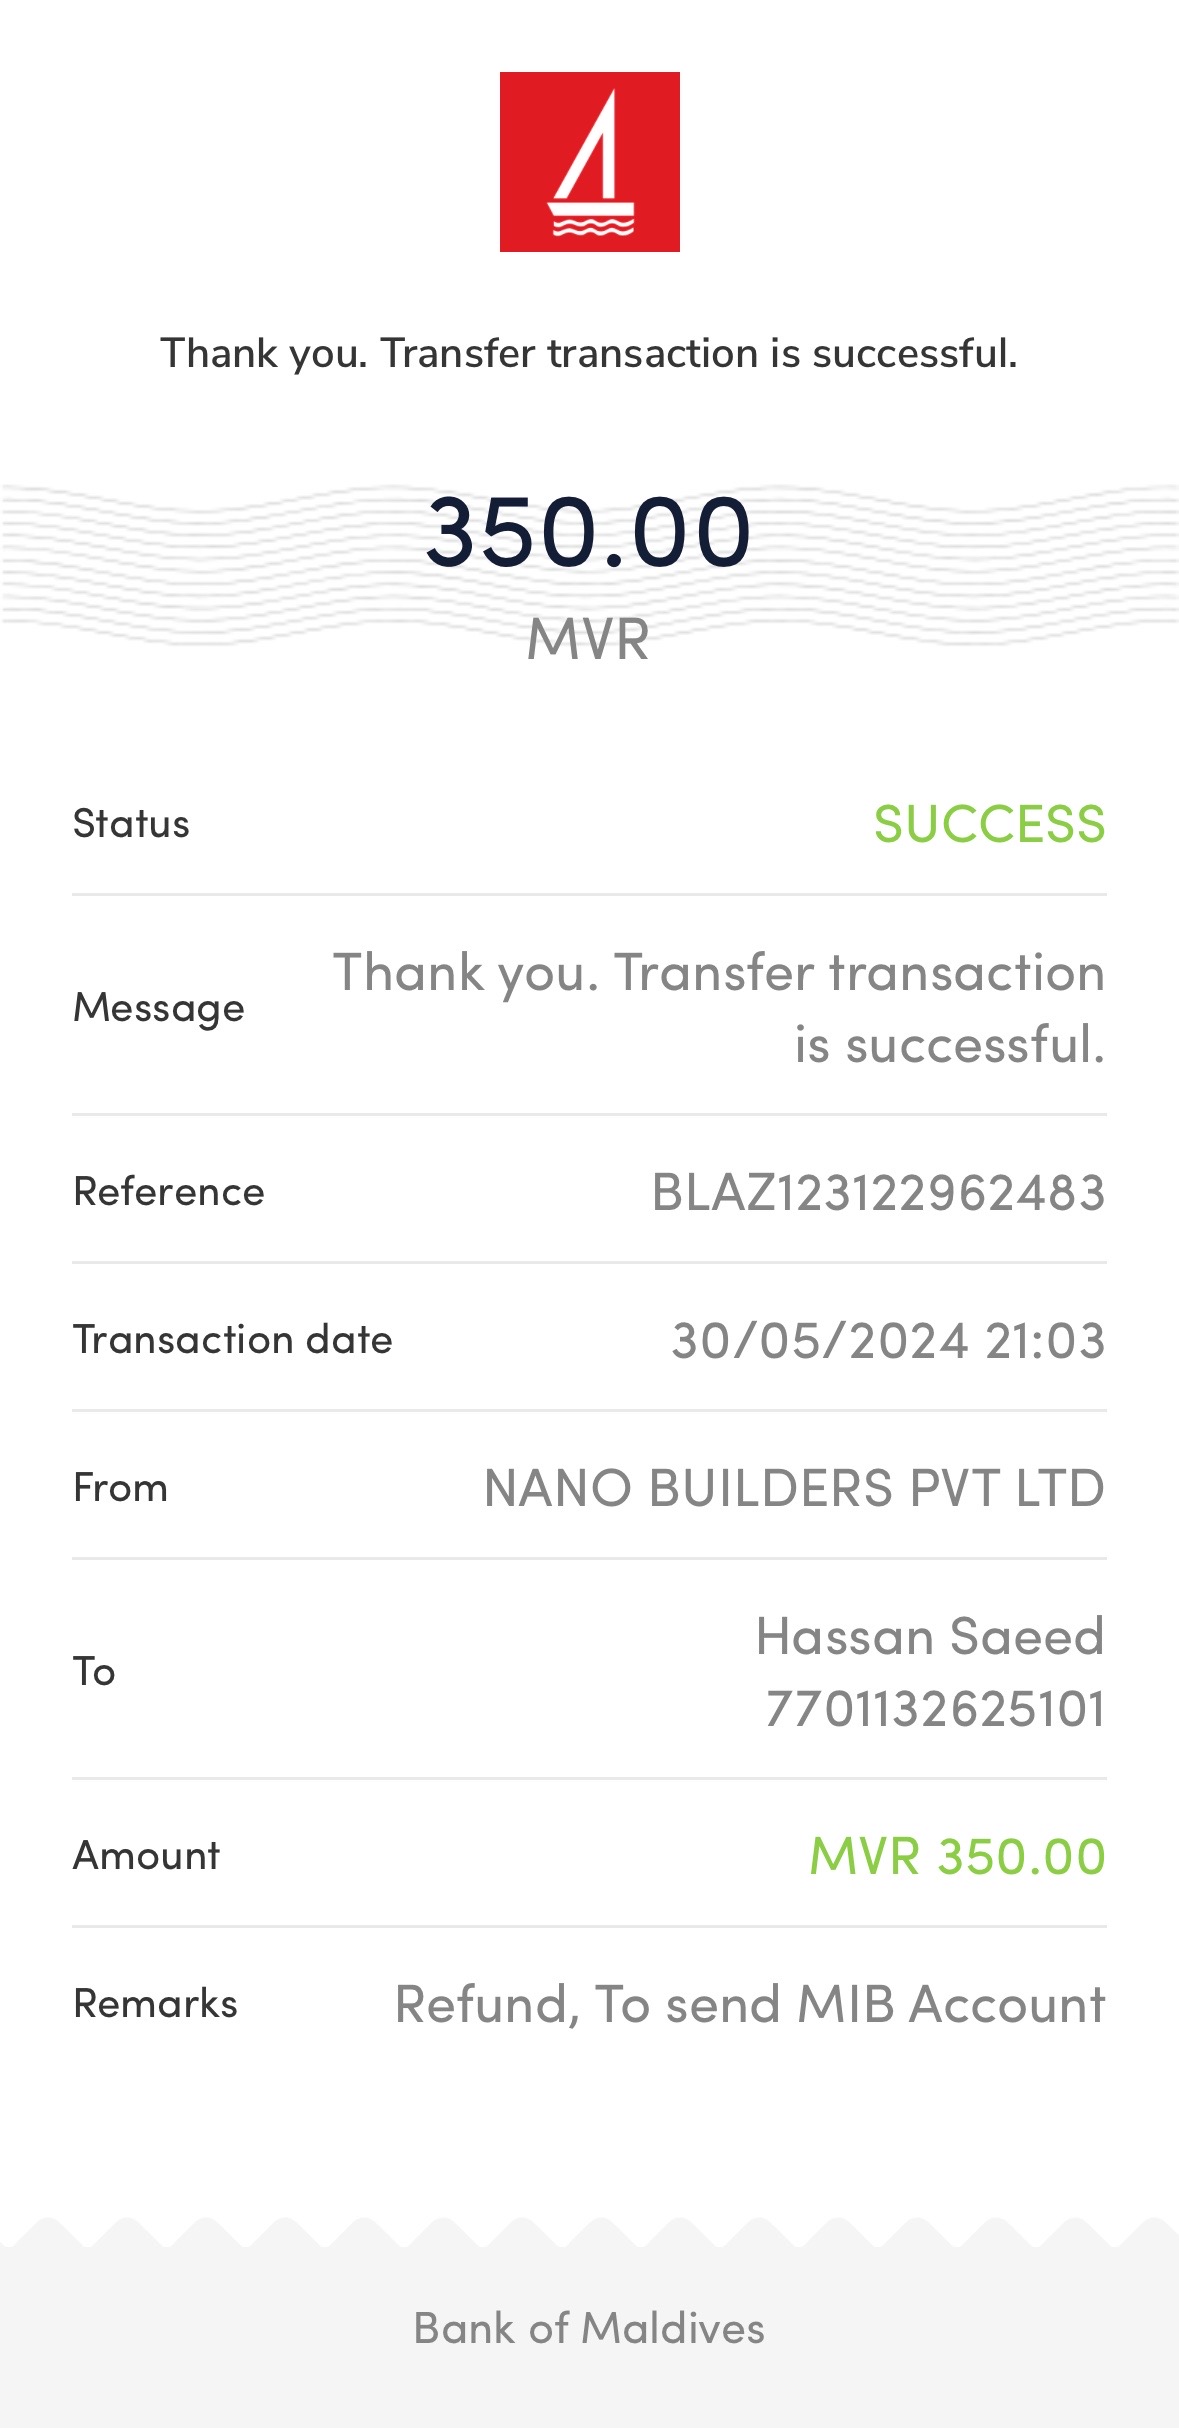 Thank you. Transfer transaction is successful.
350.00
MVR
Status SUCCESS
Message Thank you. Transfer transaction
is successful.
Reference BLAZ123122962483
Transaction date 30/05/2024 21:03
From NANO BUILDERS PVT LTD
To Hassan Saeed
7701132625101
Amount MVR 350.00
Remarks Refund, To send MIB Account
Bank of Maldives